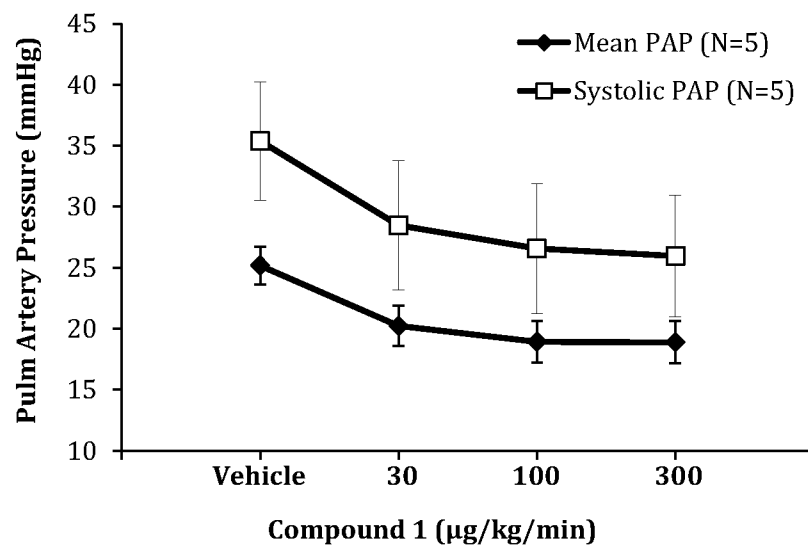 Pulm Artery Pressure (mmHg)
45
40
35
30
25
20
15
10
Mean PAP (N=5)
Systolic PAP (N=5)
Vehicle 30 100 300
Compound 1 (µg/kg/min)